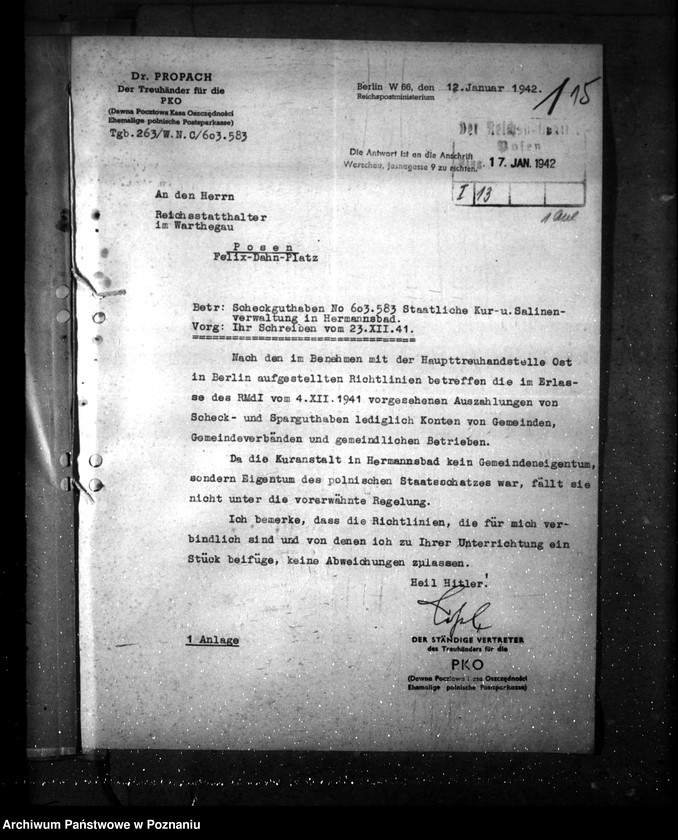 Dr. PROPACH
Der Treuhänder für die
PKO
(Dawna Pocztowa Kasa Oszczędności
Ehemalige polnische Postsparkasse)
Tgb.263/W.N.C/6o3.583
Berlin W 66, den 12.Januar 1942.
Reichspostministerium
1 15
Die Antwort ist an die Anschrift
Warschau, Jasnagasse 9 zu richten.
Der
Posen
17. JAN. 1942
I 13
An den Herrn
Reichsstatthalter
im Warthegau
P o s e n
Felix-Dahn-Platz
Betr: Scheckguthaben No 6o3.583 Staatliche Kur-u.Salinen-
verwaltung in Hermannsbad.
Vorg: Ihr Schreiben vom 23.XII.41.
================================
Nach den im Benehmen mit der Haupttreuhandstelle Ost
in Berlin aufgestellten Richtlinien betreffen die im Erlas-
se des RMdI vom 4.XII.1941 vorgesehenen Auszahlungen von
Scheck- und Sparguthaben lediglich Konten von Gemeinden,
Gemeindeverbänden und gemeindlichen Betrieben.
Da die Kuranstalt in Hermannsbad kein Gemeindeneigentum,
sondern Eigentum des polnischen Staatsschatzes war, fällt sie
nicht unter die vorerwähnte Regelung.
Ich bemerke, dass die Richtlinien, die für mich ver-
bindlich sind und von denen ich zu Ihrer Unterrichtung ein
Stück beifüge, keine Abweichungen zulassen.
Heil Hitler!
DER STÄNDIGE VERTRETER
des Treuhänders für die
PKO
(Dawna Pocztowa Kasa Oszczędności
Ehemalige polnische Postsparkasse)
1 Anlage
Archiwum Państwowe w Poznaniu